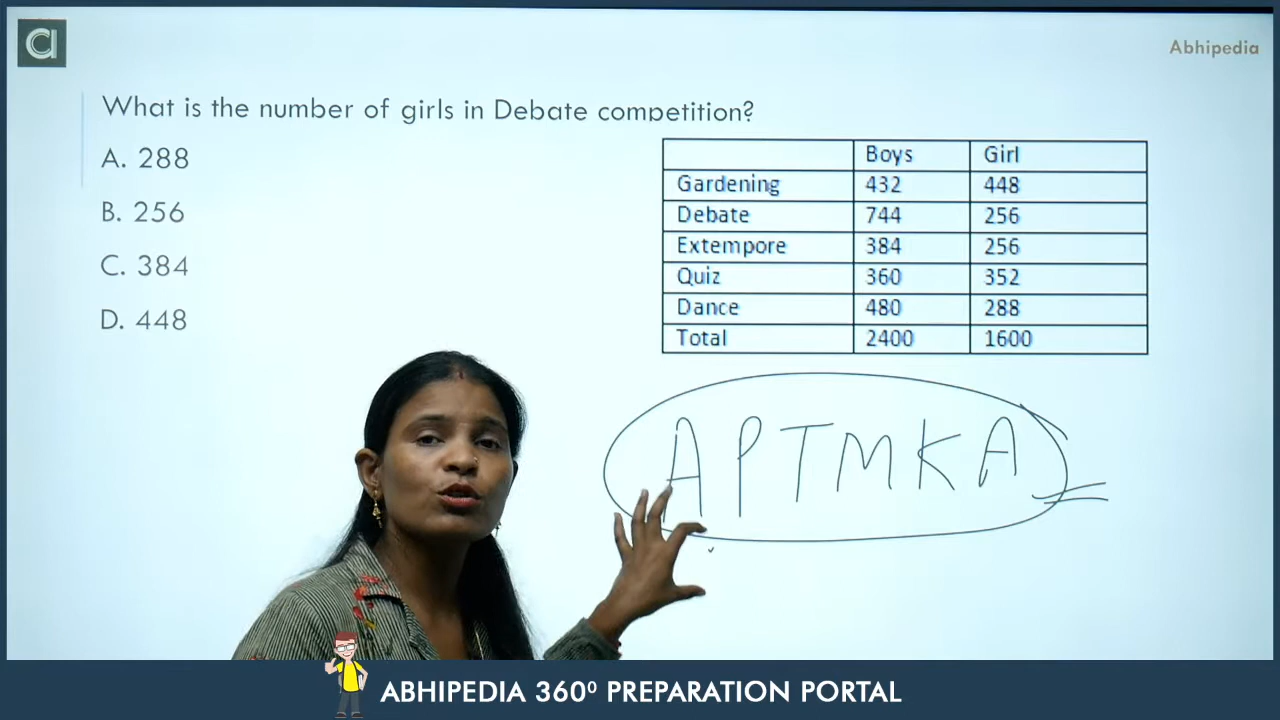 Abhipedia
What is the number of girls in Debate competition?
A. 288
B. 256
C. 384
D. 448
Boys Girl
Gardening 432 448
Debate 744 256
Extempore 384 256
Quiz 360 352
Dance 480 288
Total 2400 1600
APTMKA
ABHIPEDIA 360⁰ PREPARATION PORTAL